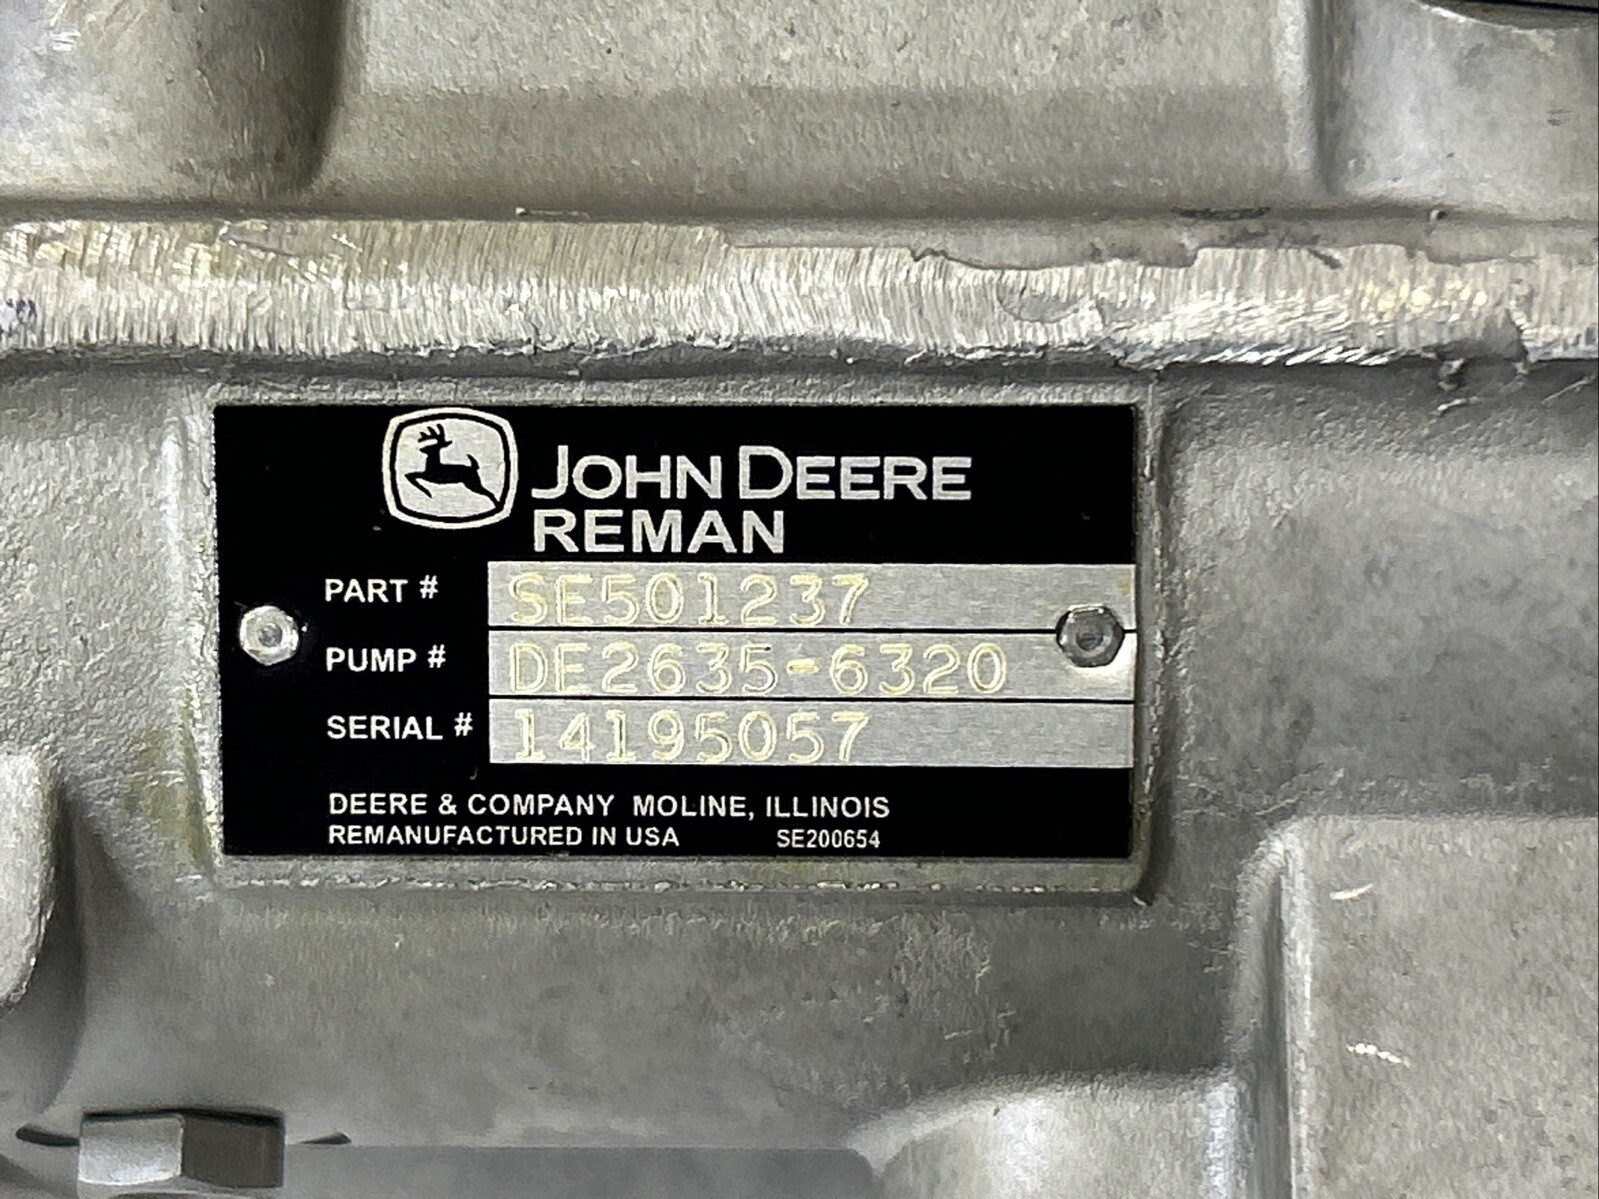 JOHN DEERE
REMAN
PART # SE501237
PUMP # DE2635-6320
SERIAL # 14195057
DEERE & COMPANY MOLINE, ILLINOIS
REMANUFACTURED IN USA SE200654